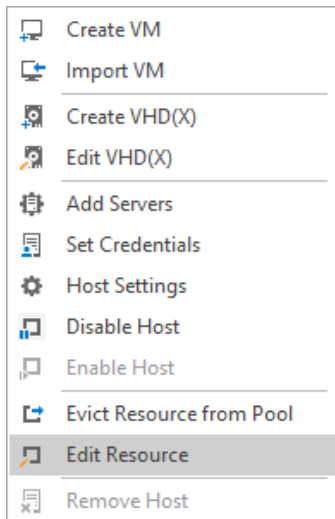 Create VM
Import VM
Create VHD(X)
Edit VHD(X)
Add Servers
Set Credentials
Host Settings
Disable Host
Enable Host
Evict Resource from Pool
Edit Resource
Remove Host